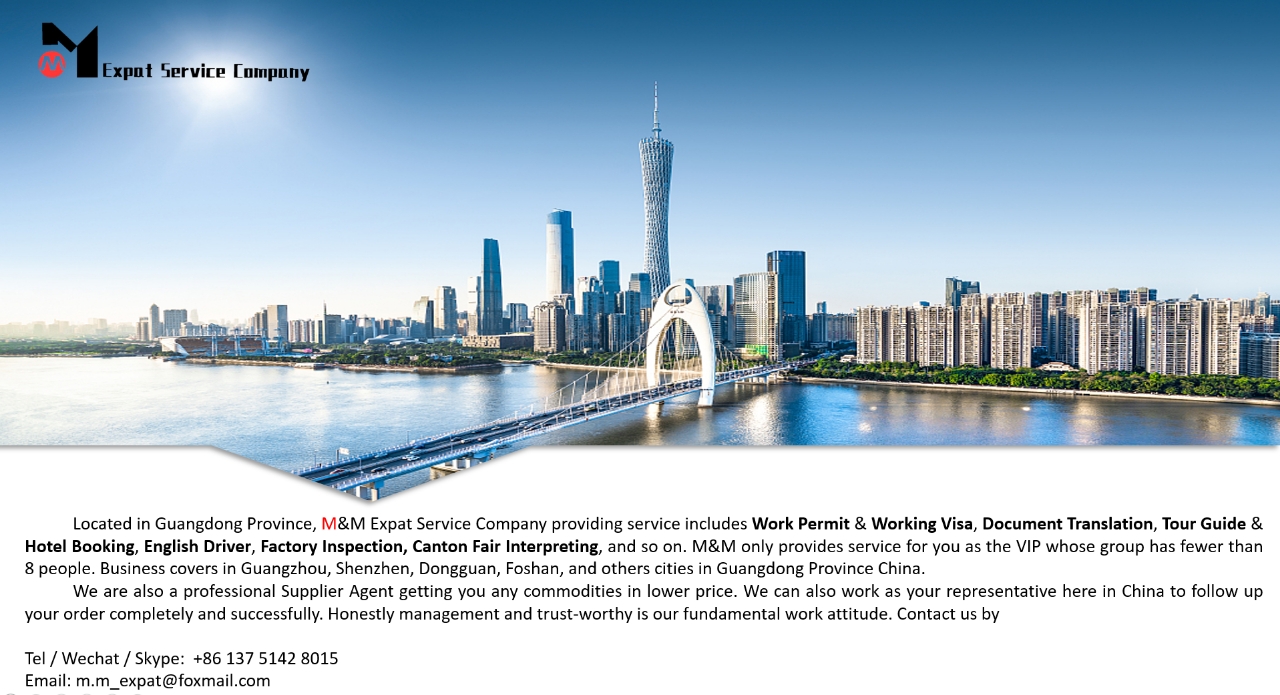 M Expat Service Company
Located in Guangdong Province, M&M Expat Service Company providing service includes Work Permit & Working Visa, Document Translation, Tour Guide &
Hotel Booking, English Driver, Factory Inspection, Canton Fair Interpreting, and so on. M&M only provides service for you as the VIP whose group has fewer than
8 people. Business covers in Guangzhou, Shenzhen, Dongguan, Foshan, and others cities in Guangdong Province China.
We are also a professional Supplier Agent getting you any commodities in lower price. We can also work as your representative here in China to follow up
your order completely and successfully. Honestly management and trust-worthy is our fundamental work attitude. Contact us by
Tel / Wechat / Skype: +86 137 5142 8015
Email: m.m_expat@foxmail.com